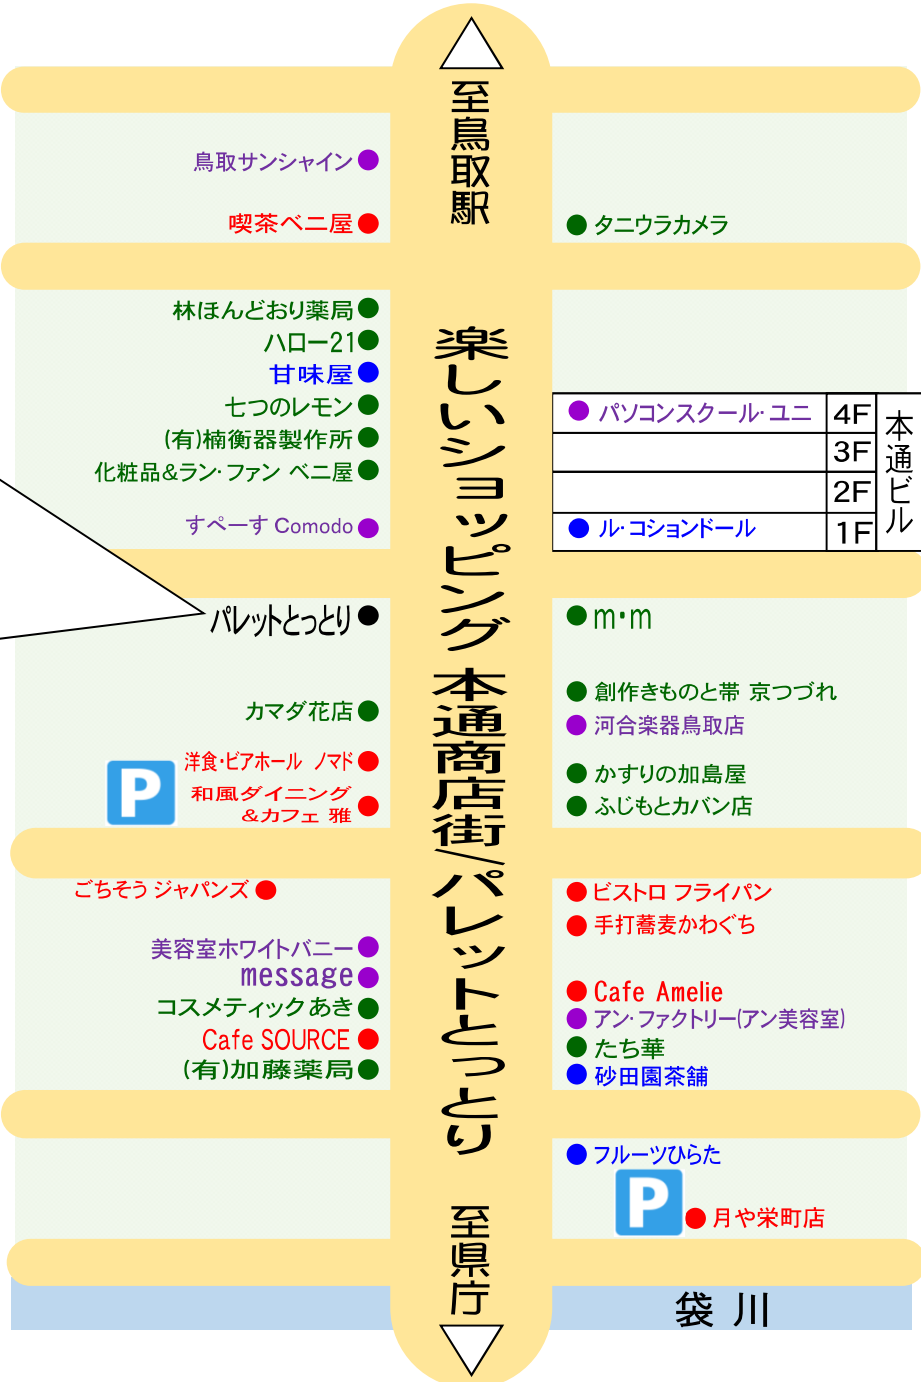 至鳥取駅
鳥取サンシャイン
喫茶ベニ屋
タニウラカメラ
楽しいショッピング 本通商店街/パレットとっとり
林ほんどおり薬局
ハロー21
甘味屋
七つのレモン
(有)楠衡器製作所
化粧品&ラン・ファン ベニ屋
すぺーす Comodo
本通ビル
パソコンスクール・ユニ 4F
3F
2F
ル・コションドール 1F
パレットとっとり
カマダ花店
洋食・ビアホール ノマド
P
和風ダイニング
&カフェ 雅
m・m
創作きものと帯 京つづれ
河合楽器鳥取店
かすりの加島屋
ふじもとカバン店
ごちそう ジャパンズ
美容室ホワイトバニー
message
コスメティックあき
Cafe SOURCE
(有)加藤薬局
ビストロ フライパン
手打蕎麦かわぐち
Cafe Amelie
アン・ファクトリー(アン美容室)
たち華
砂田園茶舗
フルーツひらた
P
月や栄町店
至県庁
袋川